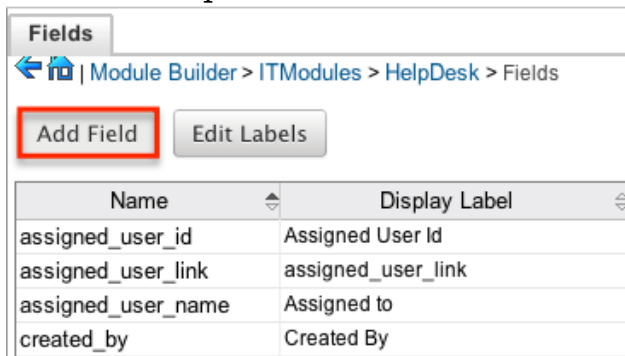 Fields
| Module Builder > ITModules > HelpDesk > Fields
Add Field Edit Labels
Name Display Label
assigned_user_id Assigned User Id
assigned_user_link assigned_user_link
assigned_user_name Assigned to
created_by Created By